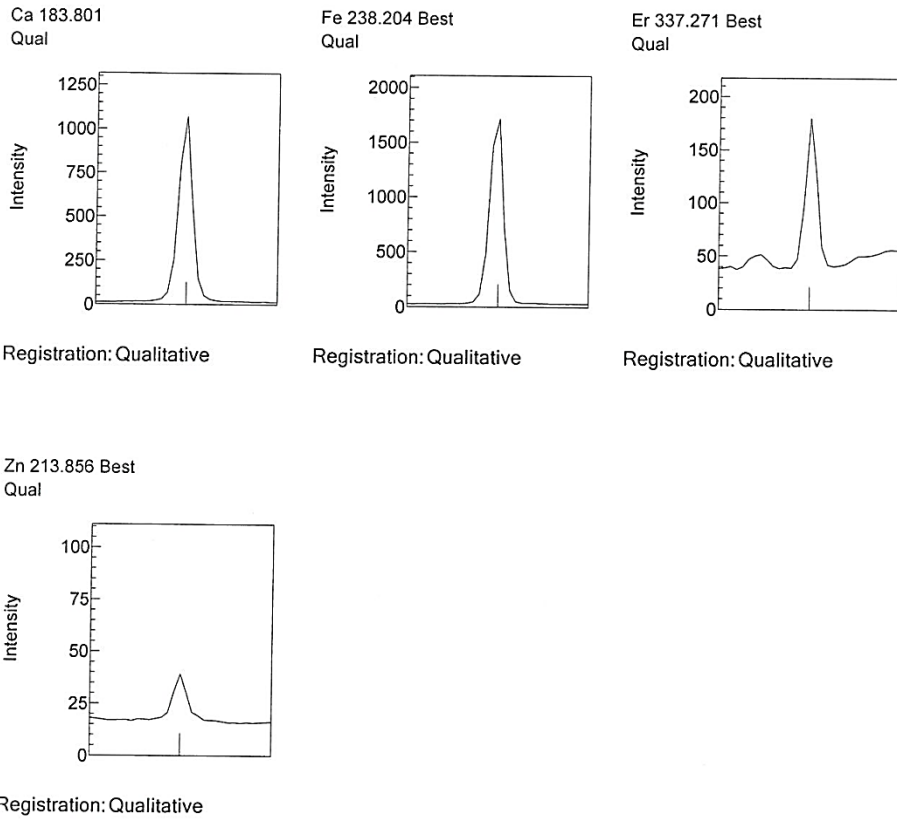 Ca 183.801
Qual
Intensity
1250
1000
750
500
250
0
Registration: Qualitative
Fe 238.204 Best
Qual
Intensity
2000
1500
1000
500
0
Registration: Qualitative
Er 337.271 Best
Qual
Intensity
200
150
100
50
0
Registration: Qualitative
Zn 213.856 Best
Qual
Intensity
100
75
50
25
0
Registration: Qualitative